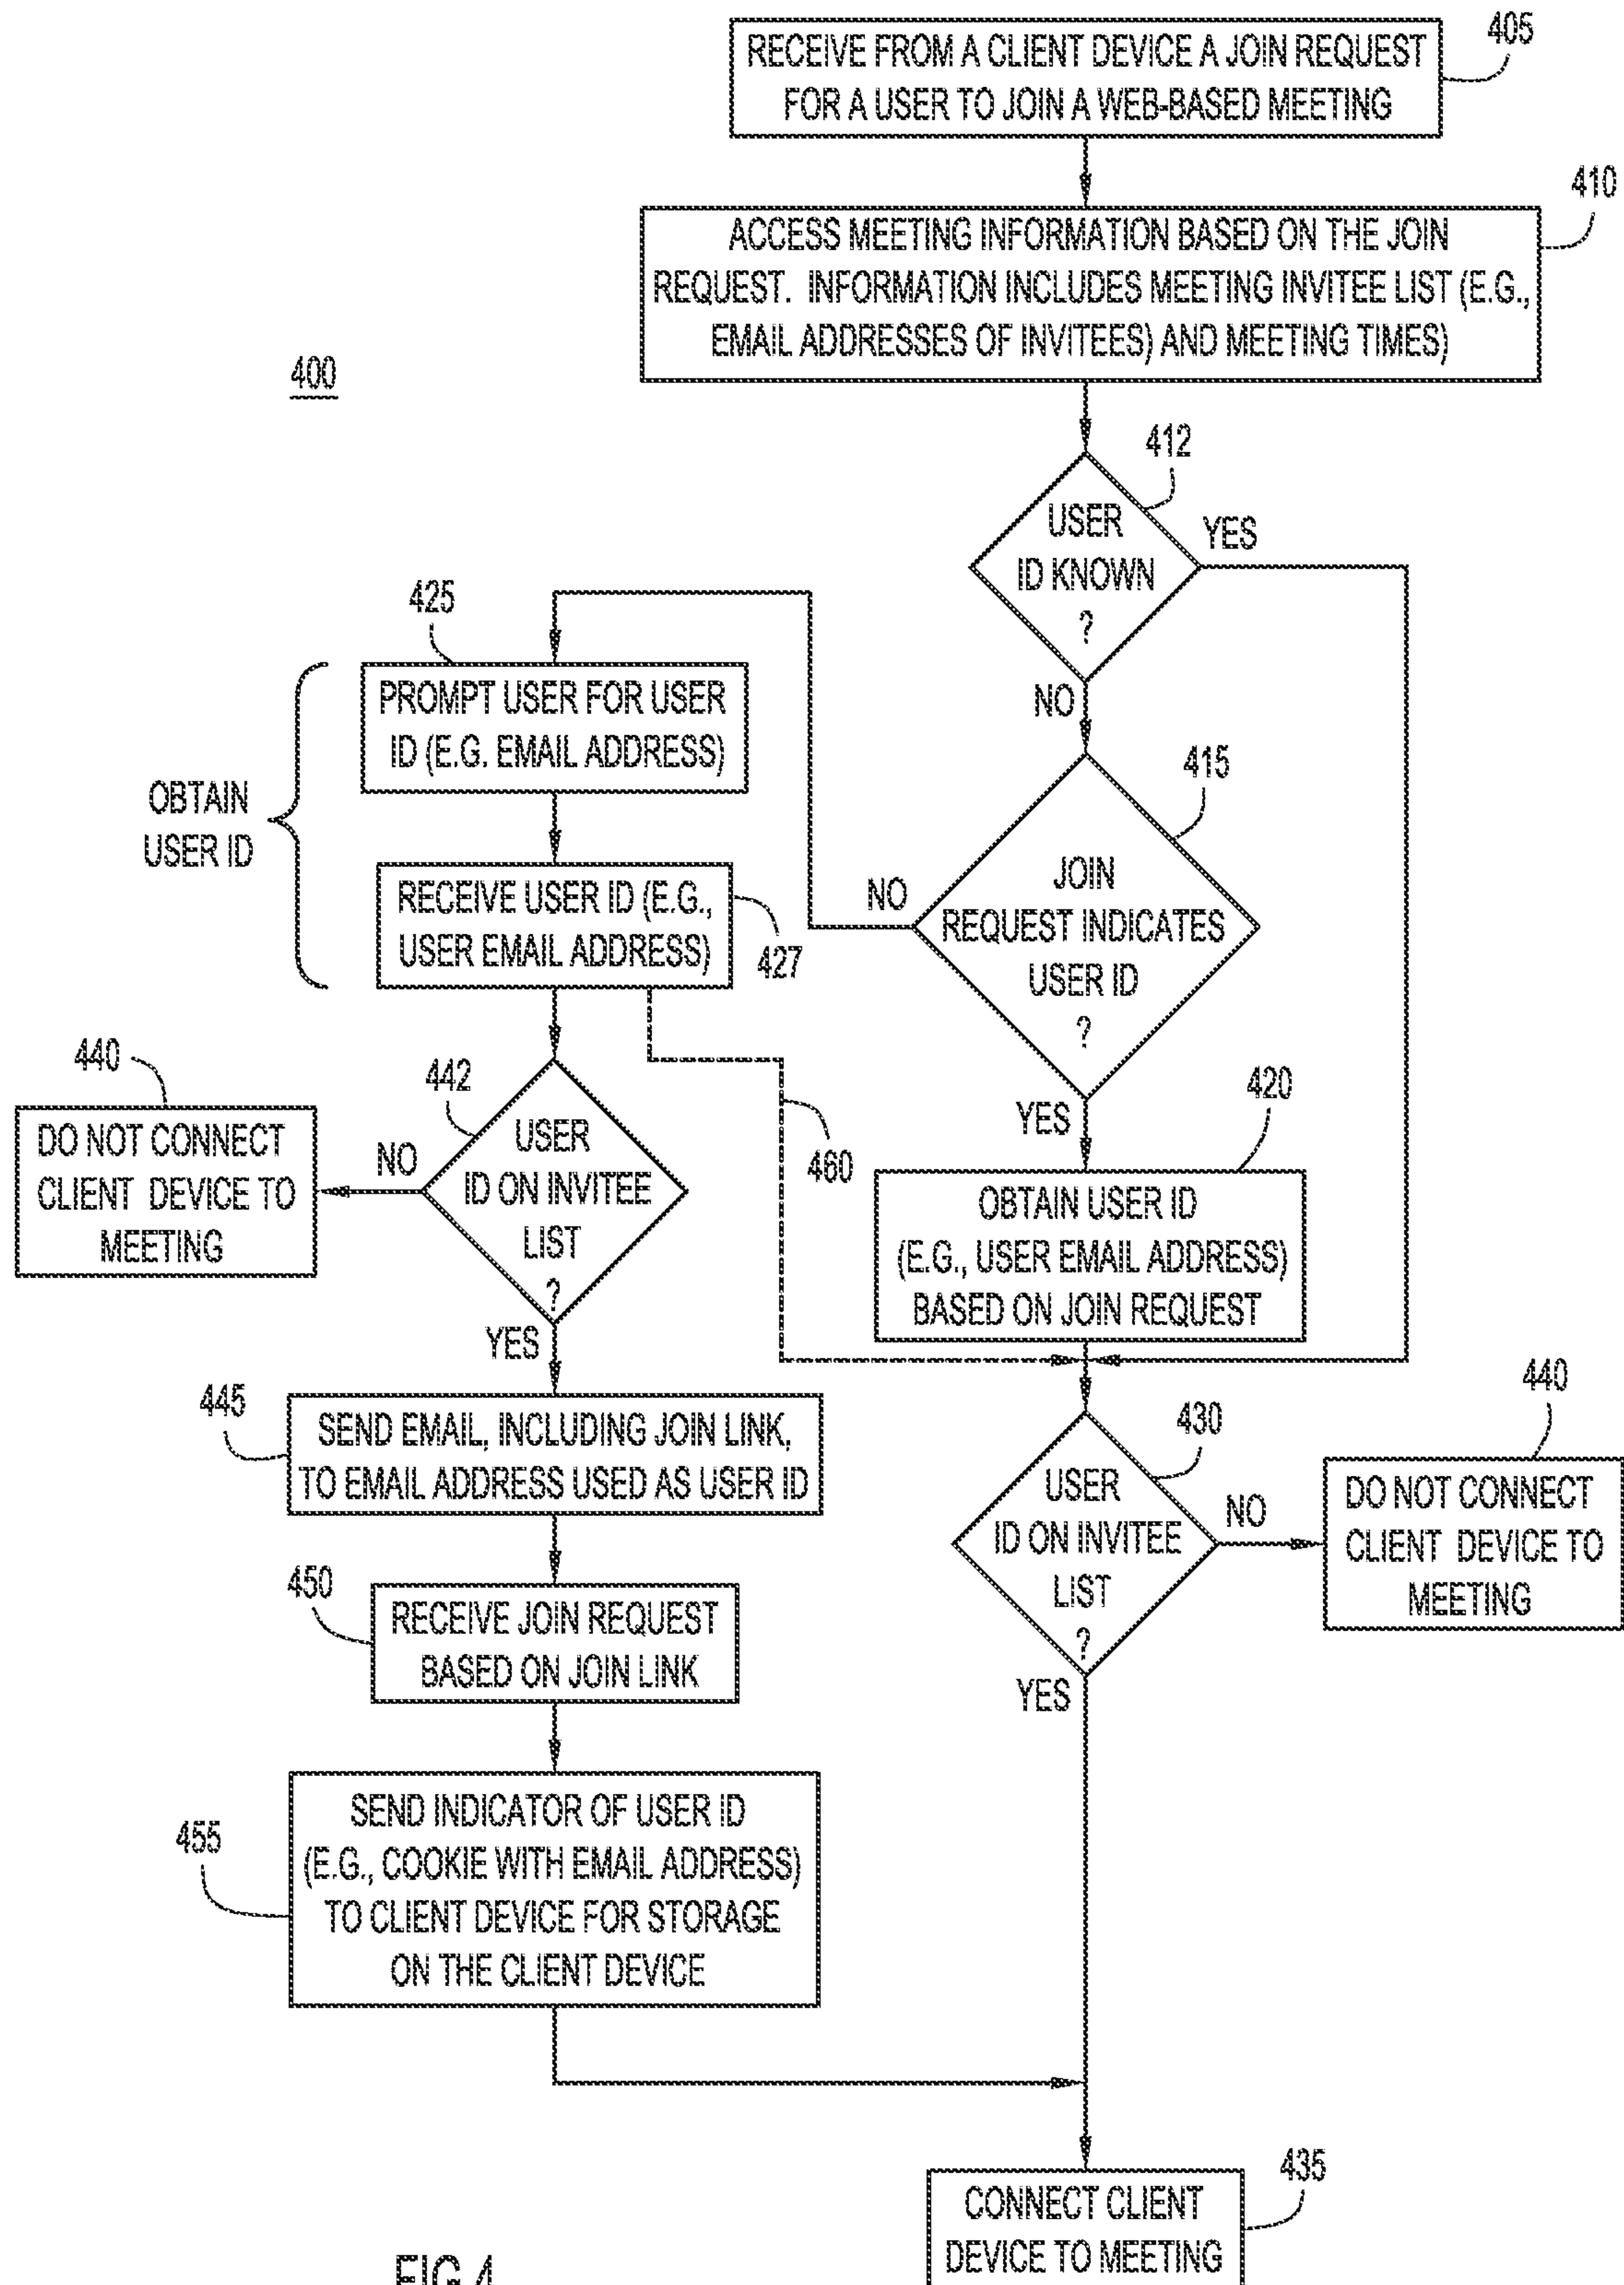 RECEIVE FROM A CLIENT DEVICE A JOIN REQUEST
FOR A USER TO JOIN A WEB-BASED MEETING
405
ACCESS MEETING INFORMATION BASED ON THE JOIN
REQUEST. INFORMATION INCLUDES MEETING INVITEE LIST (E.G.,
EMAIL ADDRESSES OF INVITEES) AND MEETING TIMES)
410
400
412
USER
ID KNOWN
?
YES
NO
425
PROMPT USER FOR USER
ID (E.G. EMAIL ADDRESS)
OBTAIN
USER ID
RECEIVE USER ID (E.G.,
USER EMAIL ADDRESS)
427
415
JOIN
REQUEST INDICATES
USER ID
?
NO
YES
440
DO NOT CONNECT
CLIENT DEVICE TO
MEETING
442
USER
ID ON INVITEE
LIST
?
NO
YES
460
420
OBTAIN USER ID
(E.G., USER EMAIL ADDRESS)
BASED ON JOIN REQUEST
445
SEND EMAIL, INCLUDING JOIN LINK,
TO EMAIL ADDRESS USED AS USER ID
430
USER
ID ON INVITEE
LIST
?
NO
YES
440
DO NOT CONNECT
CLIENT DEVICE TO
MEETING
450
RECEIVE JOIN REQUEST
BASED ON JOIN LINK
455
SEND INDICATOR OF USER ID
(E.G., COOKIE WITH EMAIL ADDRESS)
TO CLIENT DEVICE FOR STORAGE
ON THE CLIENT DEVICE
435
CONNECT CLIENT
DEVICE TO MEETING
FIG.4